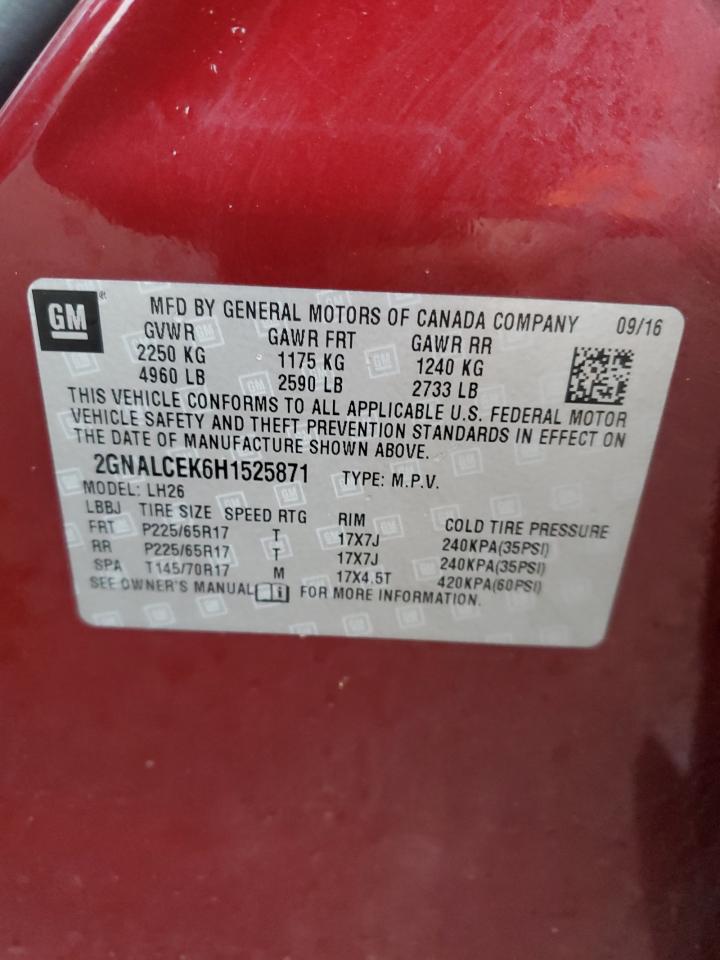 GM
MFD BY GENERAL MOTORS OF CANADA COMPANY 09/16
GVWR GAWR FRT GAWR RR
2250 KG 1175 KG 1240 KG
4960 LB 2590 LB 2733 LB
THIS VEHICLE CONFORMS TO ALL APPLICABLE U.S. FEDERAL MOTOR
VEHICLE SAFETY AND THEFT PREVENTION STANDARDS IN EFFECT ON
THE DATE OF MANUFACTURE SHOWN ABOVE.
2GNALCEK6H1525871 TYPE: M.P.V.
MODEL: LH26
LBBJ TIRE SIZE SPEED RTG RIM COLD TIRE PRESSURE
FRT P225/65R17 T 17X7J 240KPA(35PSI)
RR P225/65R17 T 17X7J 240KPA(35PSI)
SPA T145/70R17 M 17X4.5T 420KPA(60PSI)
SEE OWNER'S MANUAL FOR MORE INFORMATION.